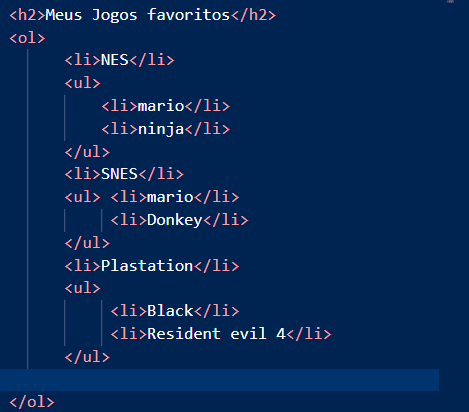 <h2>Meus Jogos favoritos</h2>
<ol>
<li>NES</li>
<ul>
<li>mario</li>
<li>ninja</li>
</ul>
<li>SNES</li>
<ul> <li>mario</li>
<li>Donkey</li>
</ul>
<li>Plastation</li>
<ul>
<li>Black</li>
<li>Resident evil 4</li>
</ul>
</ol>